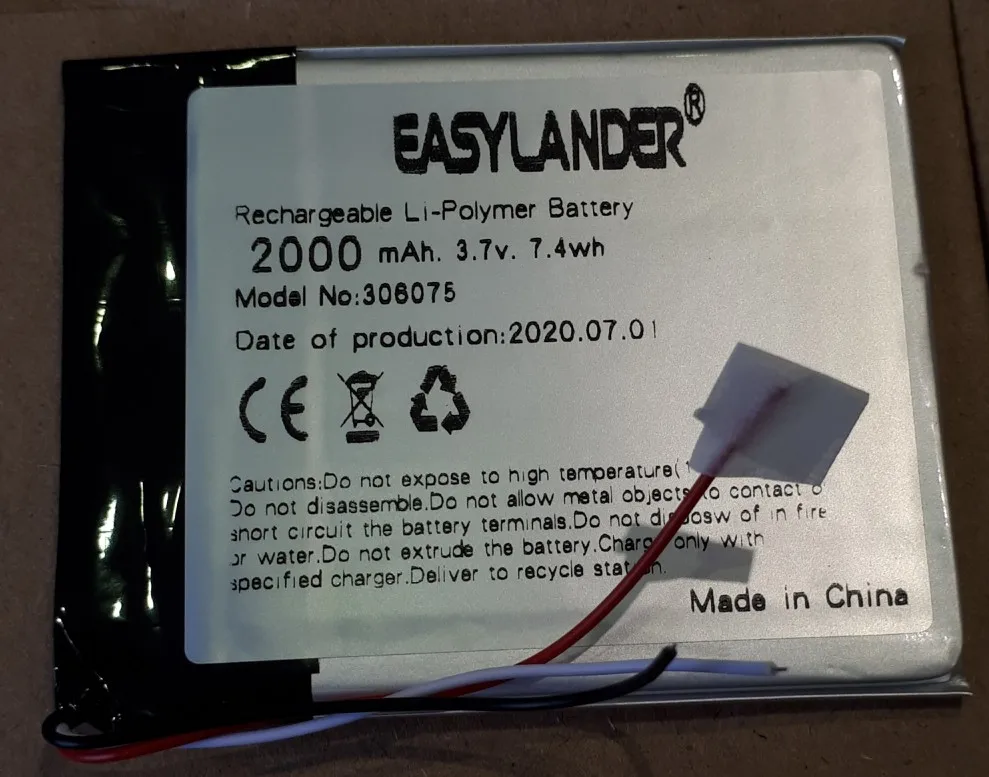 EASYLANDER®
Rechargeable Li-Polymer Battery
2000 mAh. 3.7v. 7.4wh
Model No:306075
Date of production:2020.07.01
CE
Cautions:Do not expose to high temperature(
Do not disassemble.Do not allow metal objects to contact o
short circuit the battery terminals.Do not disposw of in fire
or water.Do not extrude the battery.Charge only with
specified charger.Deliver to recycle station.
Made in China